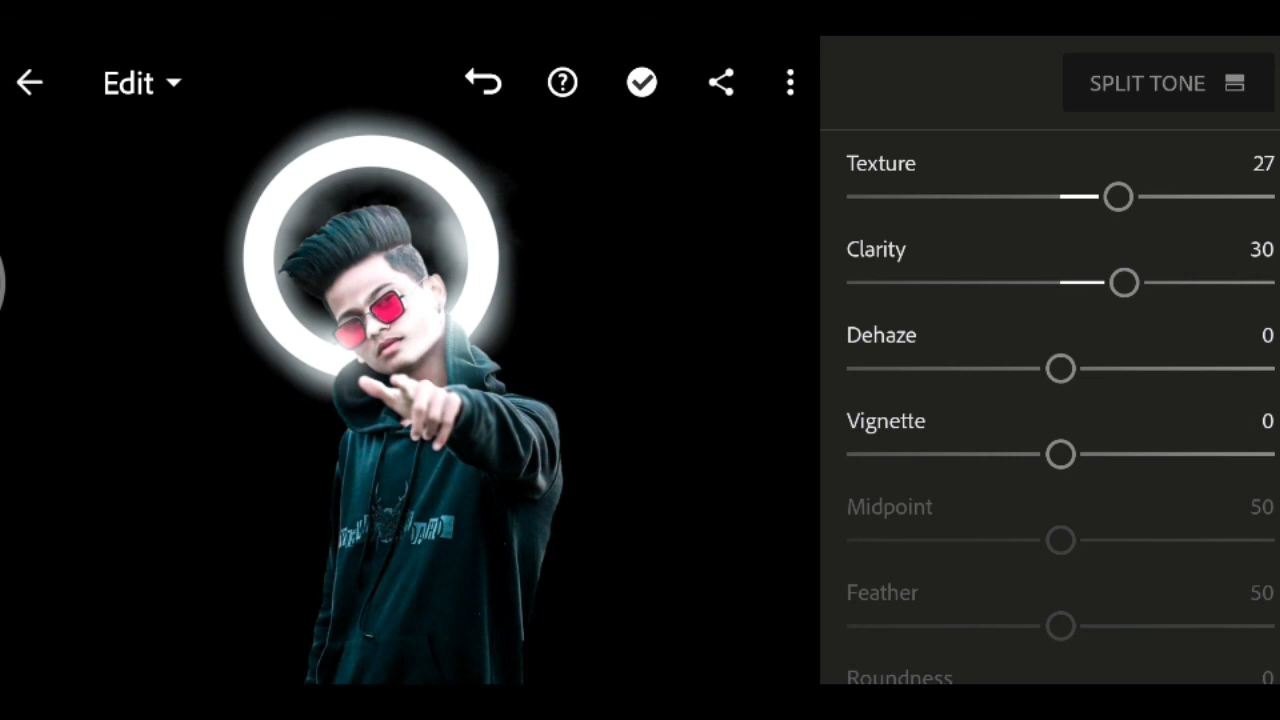 Edit
SPLIT TONE
Texture 27
Clarity 30
Dehaze 0
Vignette 0
Midpoint 50
Feather 50
Roundness 0